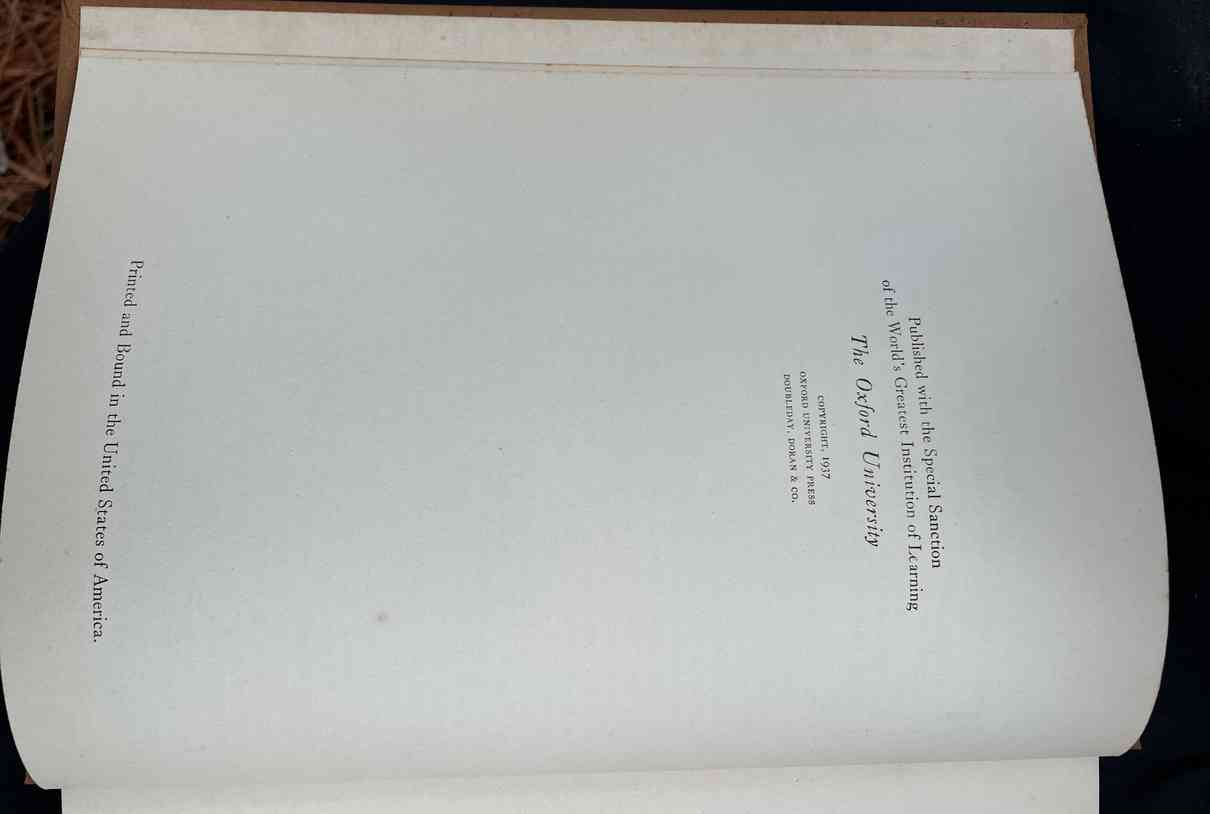 Published with the Special Sanction
of the World's Greatest Institution of Learning
The Oxford University
COPYRIGHT, 1937
OXFORD UNIVERSITY PRESS
DOUBLEDAY, DORAN & CO.
Printed and Bound in the United States of America.